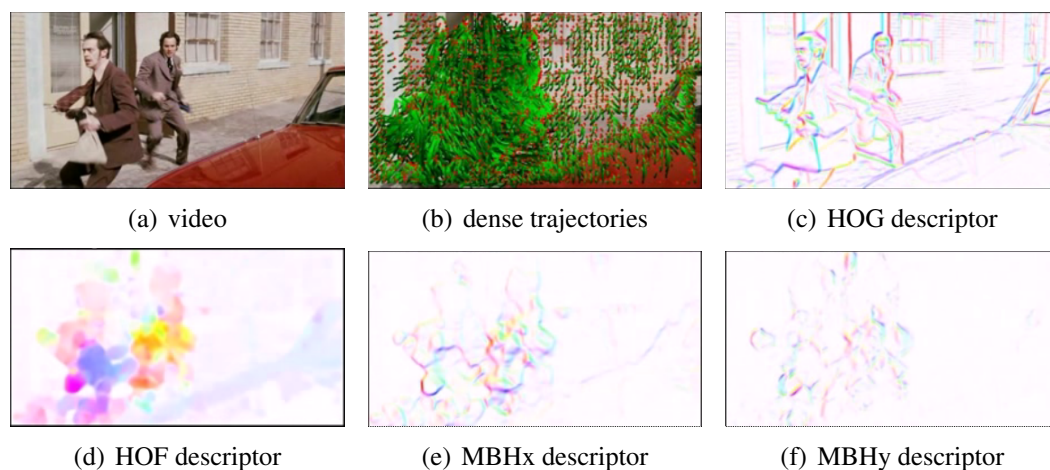 (a) video
(b) dense trajectories
(c) HOG descriptor
(d) HOF descriptor
(e) MBHx descriptor
(f) MBHy descriptor